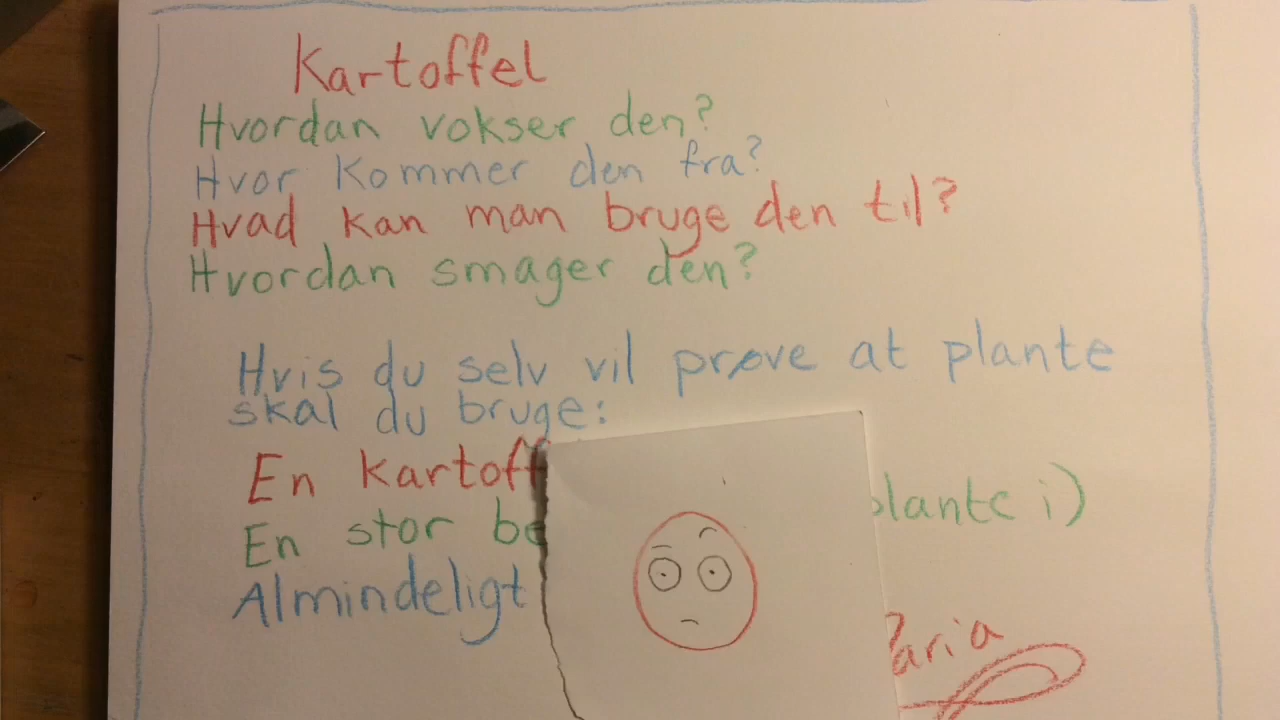 Kartoffel
Hvordan vokser den?
Hvor Kommer den fra?
Hvad kan man bruge den til?
Hvordan smager den?
Hvis du selv vil prøve at plante
skal du bruge:
En kartoff
En stor be plante i)
Almindeligt